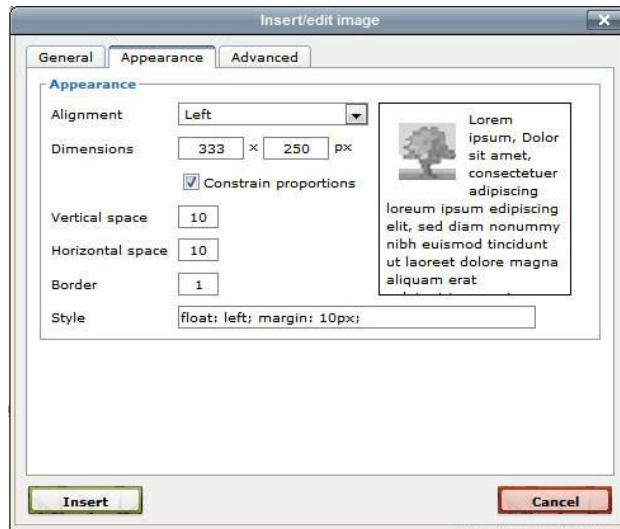 Insert/edit image
General Appearance Advanced
Appearance
Alignment Left
Dimensions 333 x 250 px
Constrain proportions
Vertical space 10
Horizontal space 10
Border 1
Style float: left; margin: 10px;
Lorem
ipsum, Dolor
sit amet,
consectetuer
adipiscing
loreum ipsum edipiscing
elit, sed diam nonummy
nibh euismod tincidunt
ut laoreet dolore magna
aliquam erat
Insert Cancel